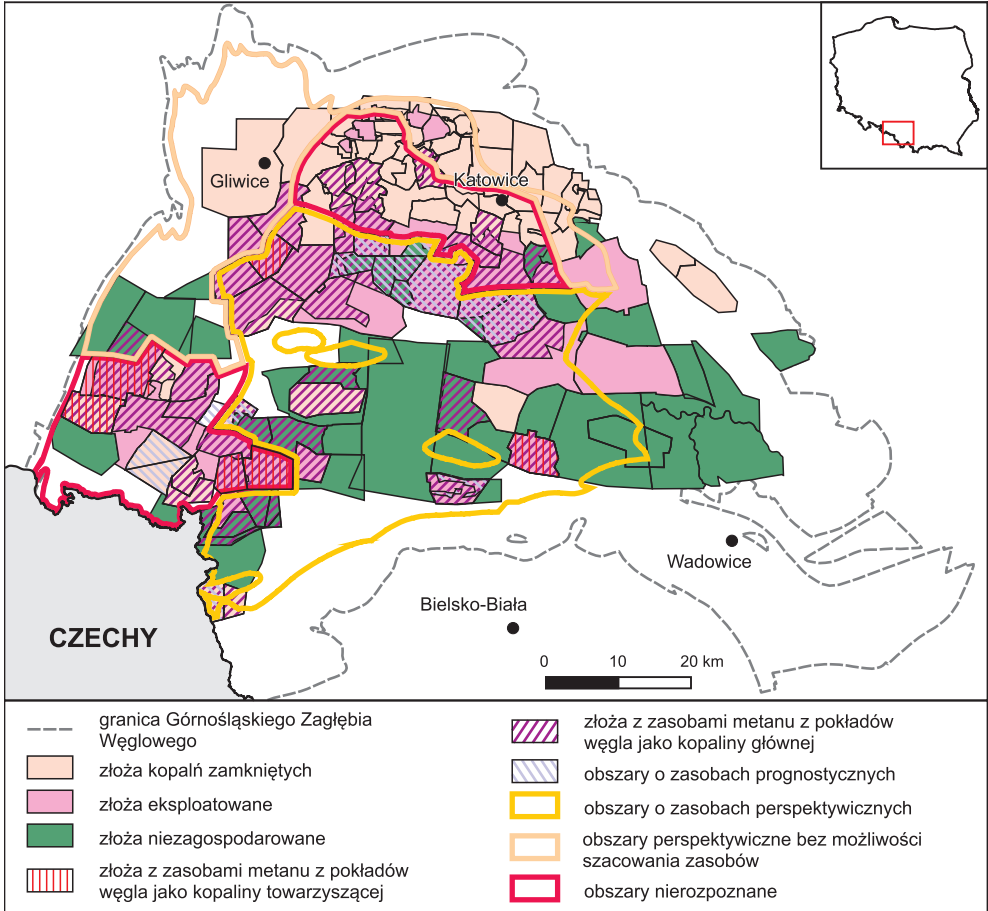 Gliwice
Katowice
Wadowice
Bielsko-Biała
CZECHY
0 10 20 km
granica Górnośląskiego Zagłębia
Węglowego
złoża kopalń zamkniętych
złoża eksploatowane
złoża niezagospodarowane
złoża z zasobami metanu z pokładów
węgla jako kopaliny towarzyszącej
złoża z zasobami metanu z pokładów
węgla jako kopaliny głównej
obszary o zasobach prognostycznych
obszary o zasobach perspektywicznych
obszary perspektywiczne bez możliwości
szacowania zasobów
obszary nierozpoznane